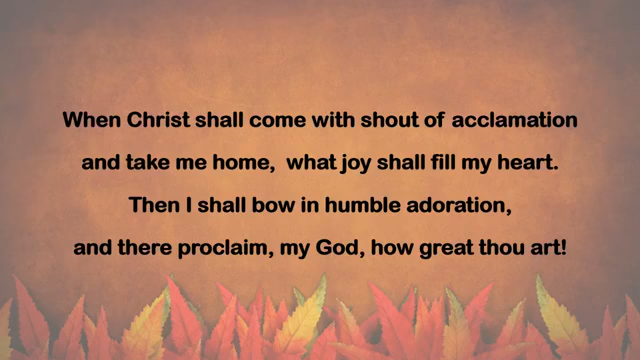 When Christ shall come with shout of acclamation
and take me home,  what joy shall fill my heart.
Then I shall bow in humble adoration,
and there proclaim, my God, how great thou art!